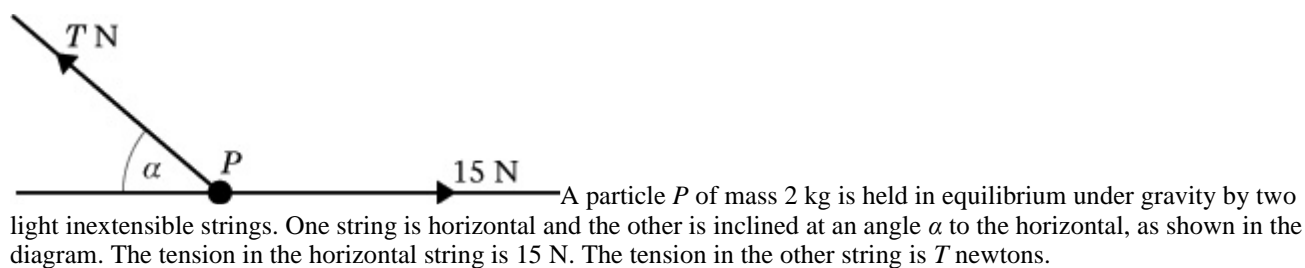 T N
α
P
15 N
A particle P of mass 2 kg is held in equilibrium under gravity by two
light inextensible strings. One string is horizontal and the other is inclined at an angle α to the horizontal, as shown in the
diagram. The tension in the horizontal string is 15 N. The tension in the other string is T newtons.